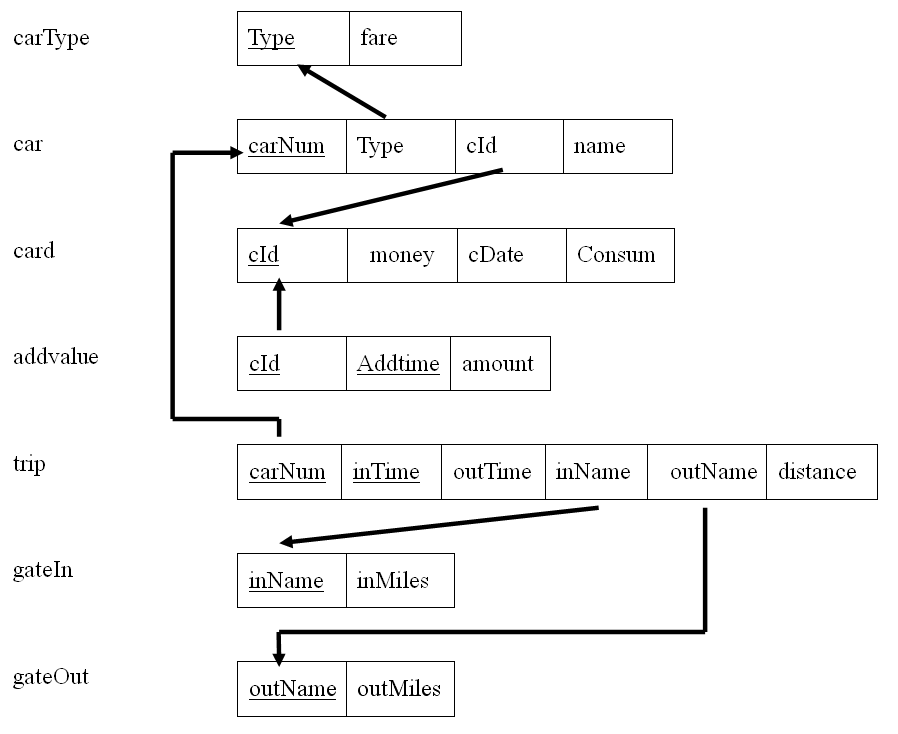 carType Type fare
car carNum Type cId name
card cId money cDate Consum
addvalue cId Addtime amount
trip carNum inTime outTime inName outName distance
gateIn inName inMiles
gateOut outName outMiles